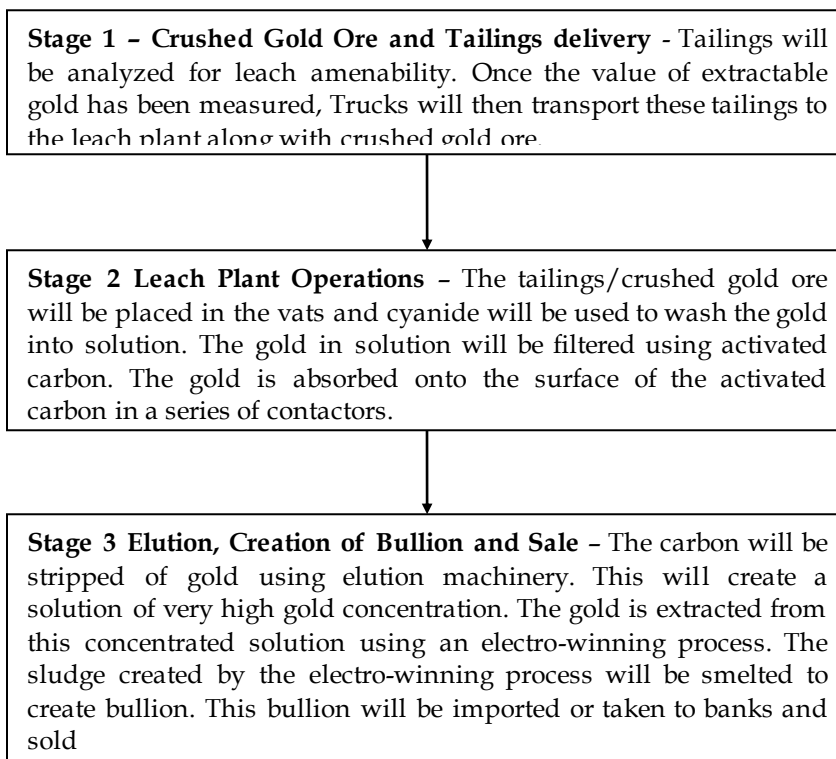 Stage 1 – Crushed Gold Ore and Tailings delivery - Tailings will
be analyzed for leach amenability. Once the value of extractable
gold has been measured, Trucks will then transport these tailings to
the leach plant along with crushed gold ore.
Stage 2 Leach Plant Operations – The tailings/crushed gold ore
will be placed in the vats and cyanide will be used to wash the gold
into solution. The gold in solution will be filtered using activated
carbon. The gold is absorbed onto the surface of the activated
carbon in a series of contactors.
Stage 3 Elution, Creation of Bullion and Sale – The carbon will be
stripped of gold using elution machinery. This will create a
solution of very high gold concentration. The gold is extracted from
this concentrated solution using an electro-winning process. The
sludge created by the electro-winning process will be smelted to
create bullion. This bullion will be imported or taken to banks and
sold